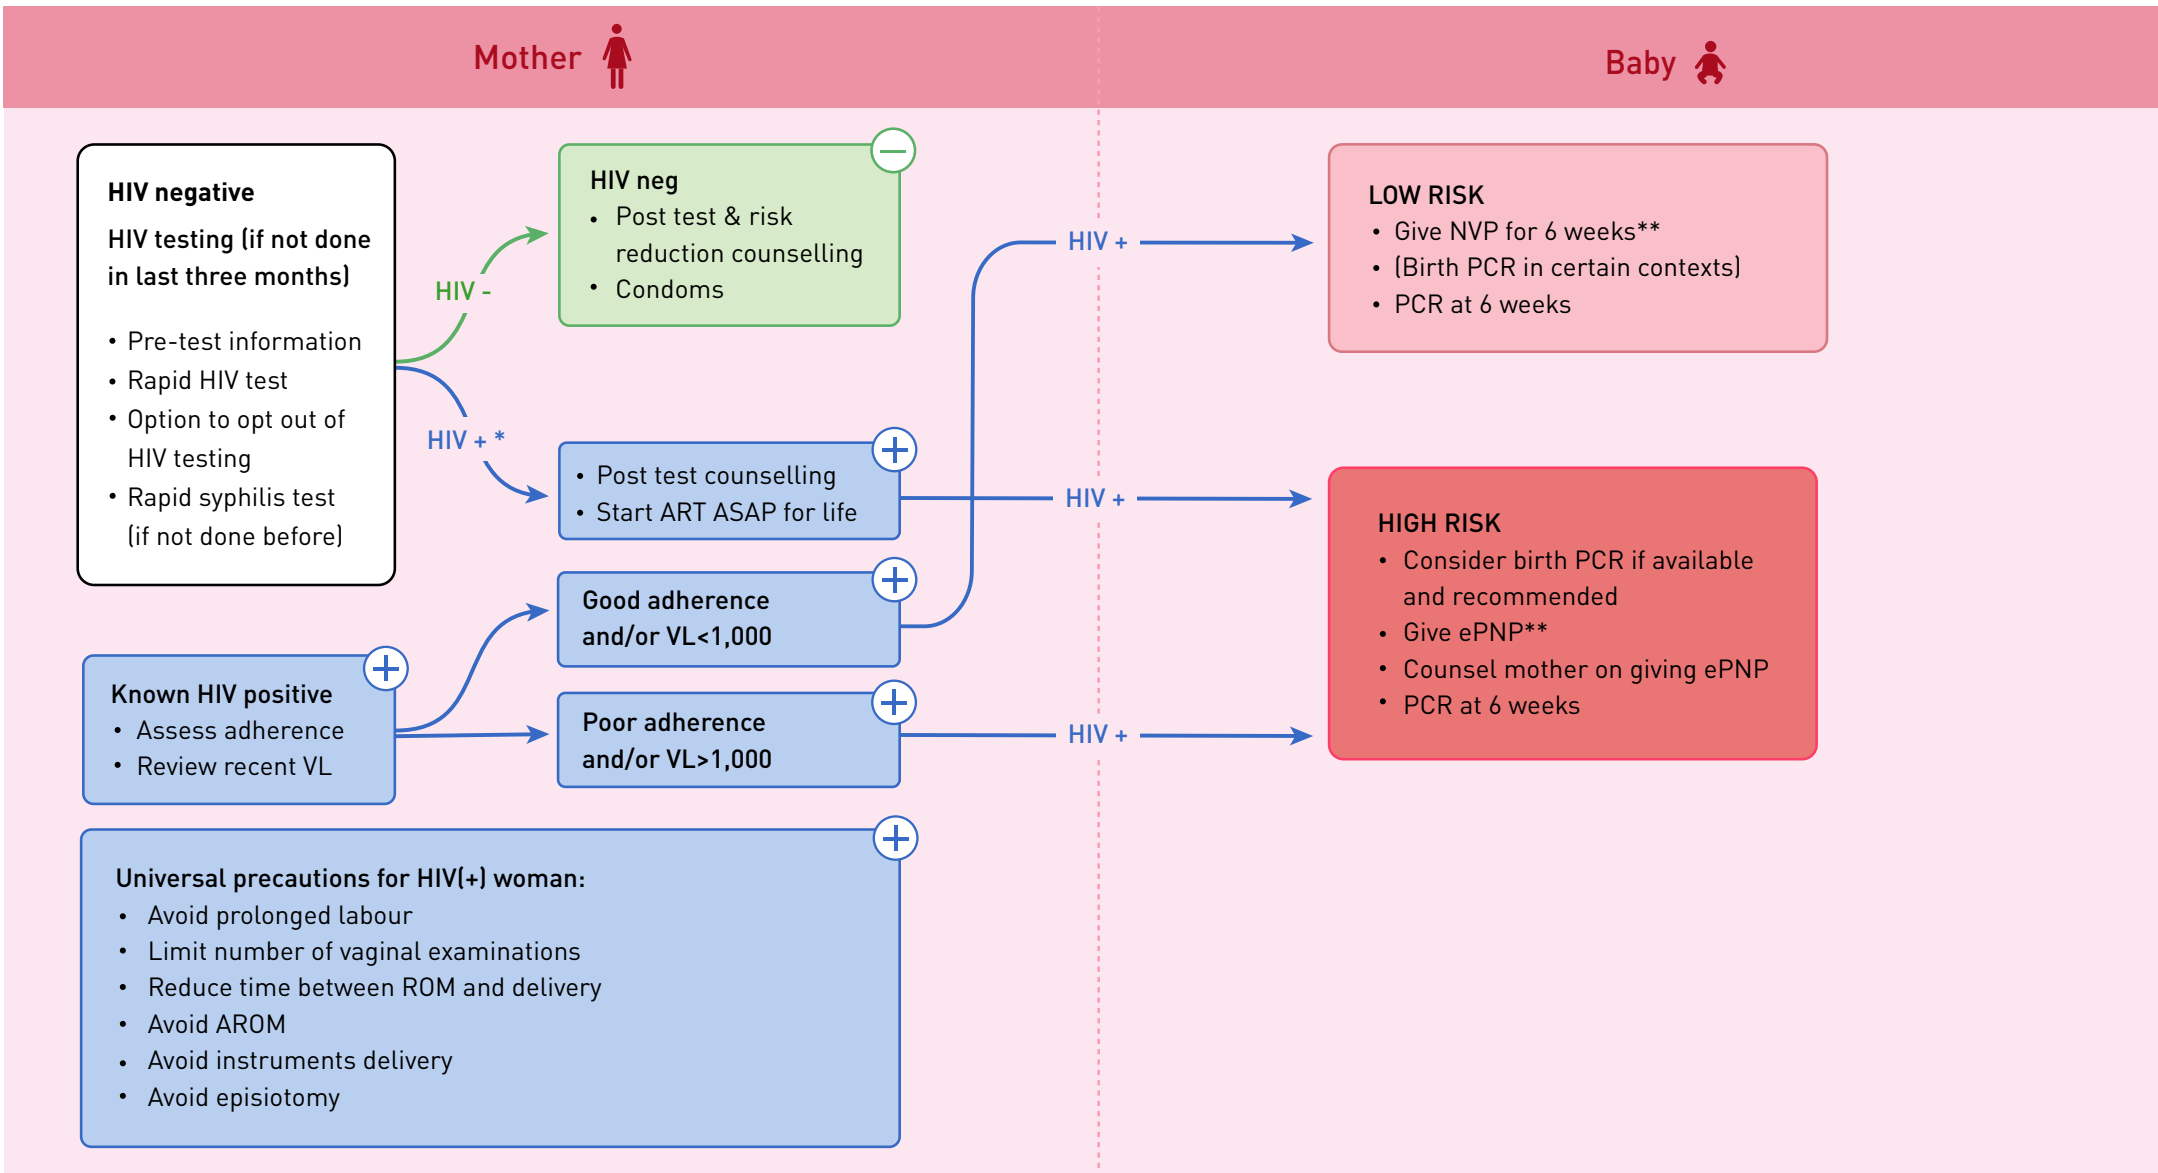 Mother
Baby
HIV negative
HIV testing (if not done
in last three months)
• Pre-test information
• Rapid HIV test
• Option to opt out of
HIV testing
• Rapid syphilis test
(if not done before)
HIV -
HIV + *
HIV neg
• Post test & risk
reduction counselling
• Condoms
• Post test counselling
• Start ART ASAP for life
Known HIV positive
• Assess adherence
• Review recent VL
Good adherence
and/or VL<1,000
Poor adherence
and/or VL>1,000
HIV +
HIV +
HIV +
LOW RISK
• Give NVP for 6 weeks**
• (Birth PCR in certain contexts)
• PCR at 6 weeks
HIGH RISK
• Consider birth PCR if available
and recommended
• Give ePNP**
• Counsel mother on giving ePNP
• PCR at 6 weeks
Universal precautions for HIV(+) woman:
• Avoid prolonged labour
• Limit number of vaginal examinations
• Reduce time between ROM and delivery
• Avoid AROM
• Avoid instruments delivery
• Avoid episiotomy